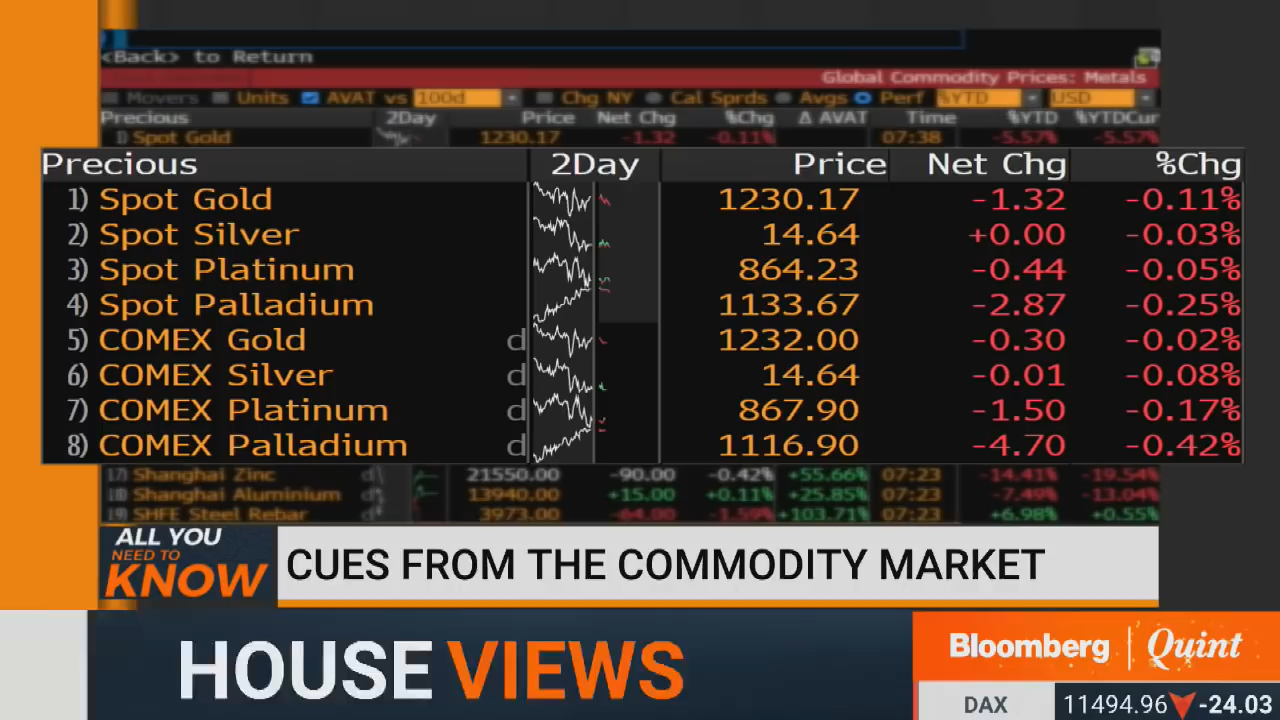 <Back> to Return
Global Commodity Prices: Metals
Movers Units AVAT vs 100d Chg NY Cal Sprds Avgs Perf %YTD USD
Precious 2Day Price Net Chg %Chg Δ AVAT Time %YTD %YTDCur
1) Spot Gold 1230.17 -1.32 -0.11% 07:38 -5.57% -5.57%
Precious 2Day Price Net Chg %Chg
1) Spot Gold 1230.17 -1.32 -0.11%
2) Spot Silver 14.64 +0.00 -0.03%
3) Spot Platinum 864.23 -0.44 -0.05%
4) Spot Palladium 1133.67 -2.87 -0.25%
5) COMEX Gold d 1232.00 -0.30 -0.02%
6) COMEX Silver d 14.64 -0.01 -0.08%
7) COMEX Platinum d 867.90 -1.50 -0.17%
8) COMEX Palladium d 1116.90 -4.70 -0.42%
17) Shanghai Zinc d 21550.00 -90.00 -0.42% +55.66% 07:23 -14.41% -19.54%
18) Shanghai Aluminium d 13940.00 +15.00 +0.11% +25.85% 07:23 -7.49% -13.04%
19) SHFE Steel Rebar d 3973.00 -64.00 -1.59% +103.71% 07:23 +6.98% +0.55%
ALL YOU
NEED TO
KNOW
CUES FROM THE COMMODITY MARKET
HOUSE VIEWS
Bloomberg | Quint
DAX 11494.96 -24.03